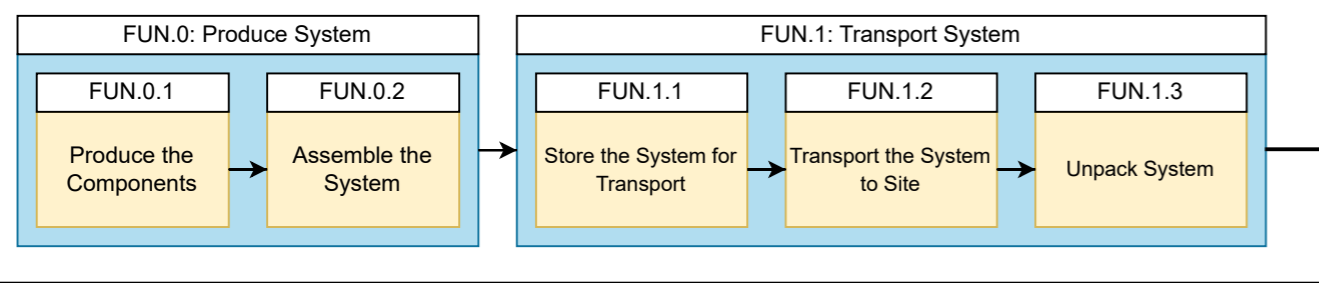 FUN.0: Produce System
FUN.0.1
Produce the
Components
FUN.0.2
Assemble the
System
FUN.1: Transport System
FUN.1.1
Store the System for
Transport
FUN.1.2
Transport the System
to Site
FUN.1.3
Unpack System